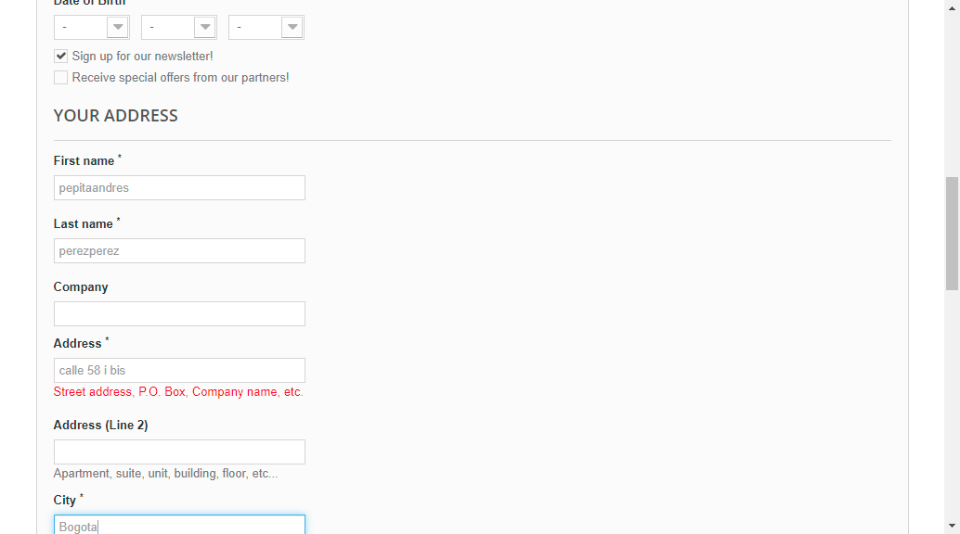 Date of Birth
- - -
Sign up for our newsletter!
Receive special offers from our partners!
YOUR ADDRESS
First name *
pepitaandres
Last name *
perezperez
Company
Address *
calle 58 i bis
Street address, P.O. Box, Company name, etc.
Address (Line 2)
Apartment, suite, unit, building, floor, etc...
City *
Bogota